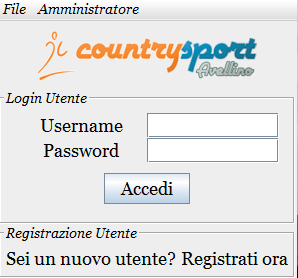 File Amministratore
countrysport
Avellino
Login Utente
Username
Password
Accedi
Registrazione Utente
Sei un nuovo utente? Registrati ora